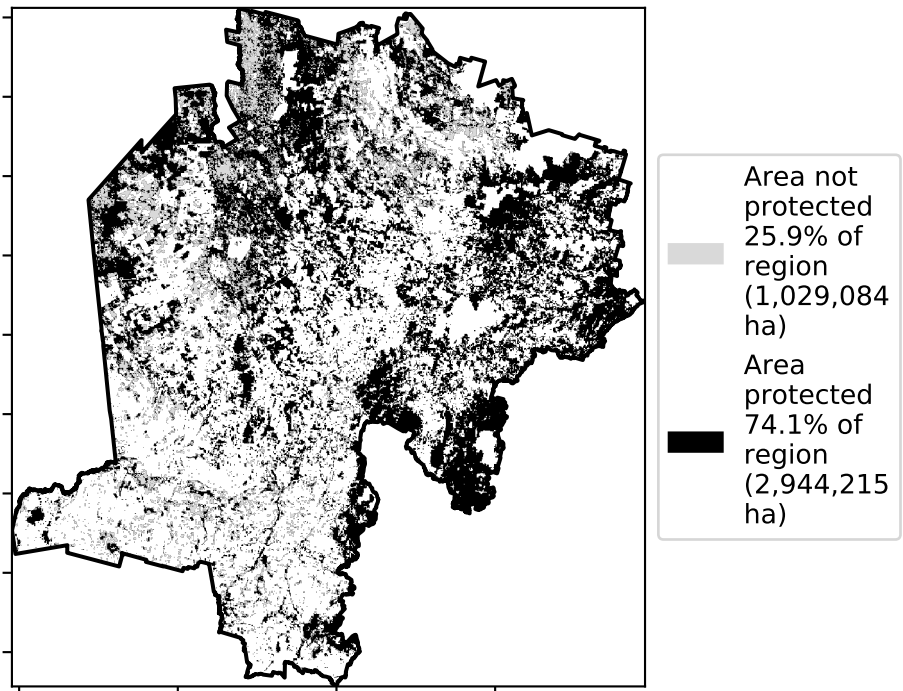 Area not
protected
25.9% of
region
(1,029,084
ha)
Area
protected
74.1% of
region
(2,944,215
ha)